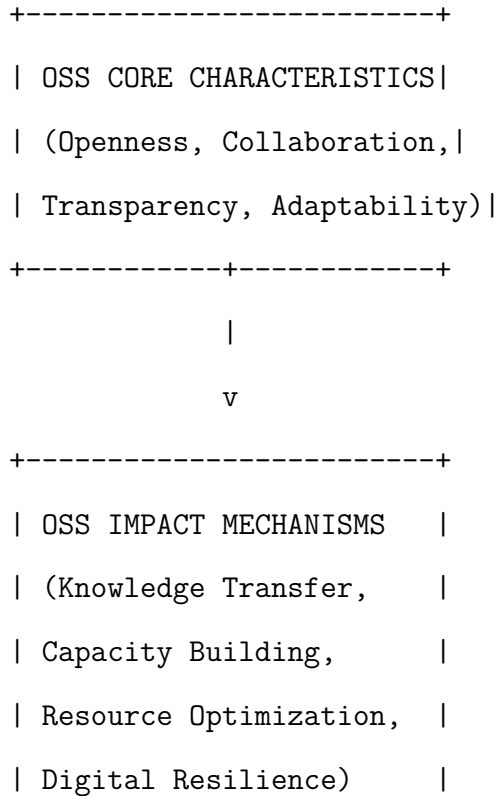 +-------------------------+
| OSS CORE CHARACTERISTICS|
| (Openness, Collaboration,|
| Transparency, Adaptability)|
+------------+------------+
             |
             v
+-------------------------+
| OSS IMPACT MECHANISMS   |
| (Knowledge Transfer,    |
| Capacity Building,      |
| Resource Optimization,  |
| Digital Resilience)     |